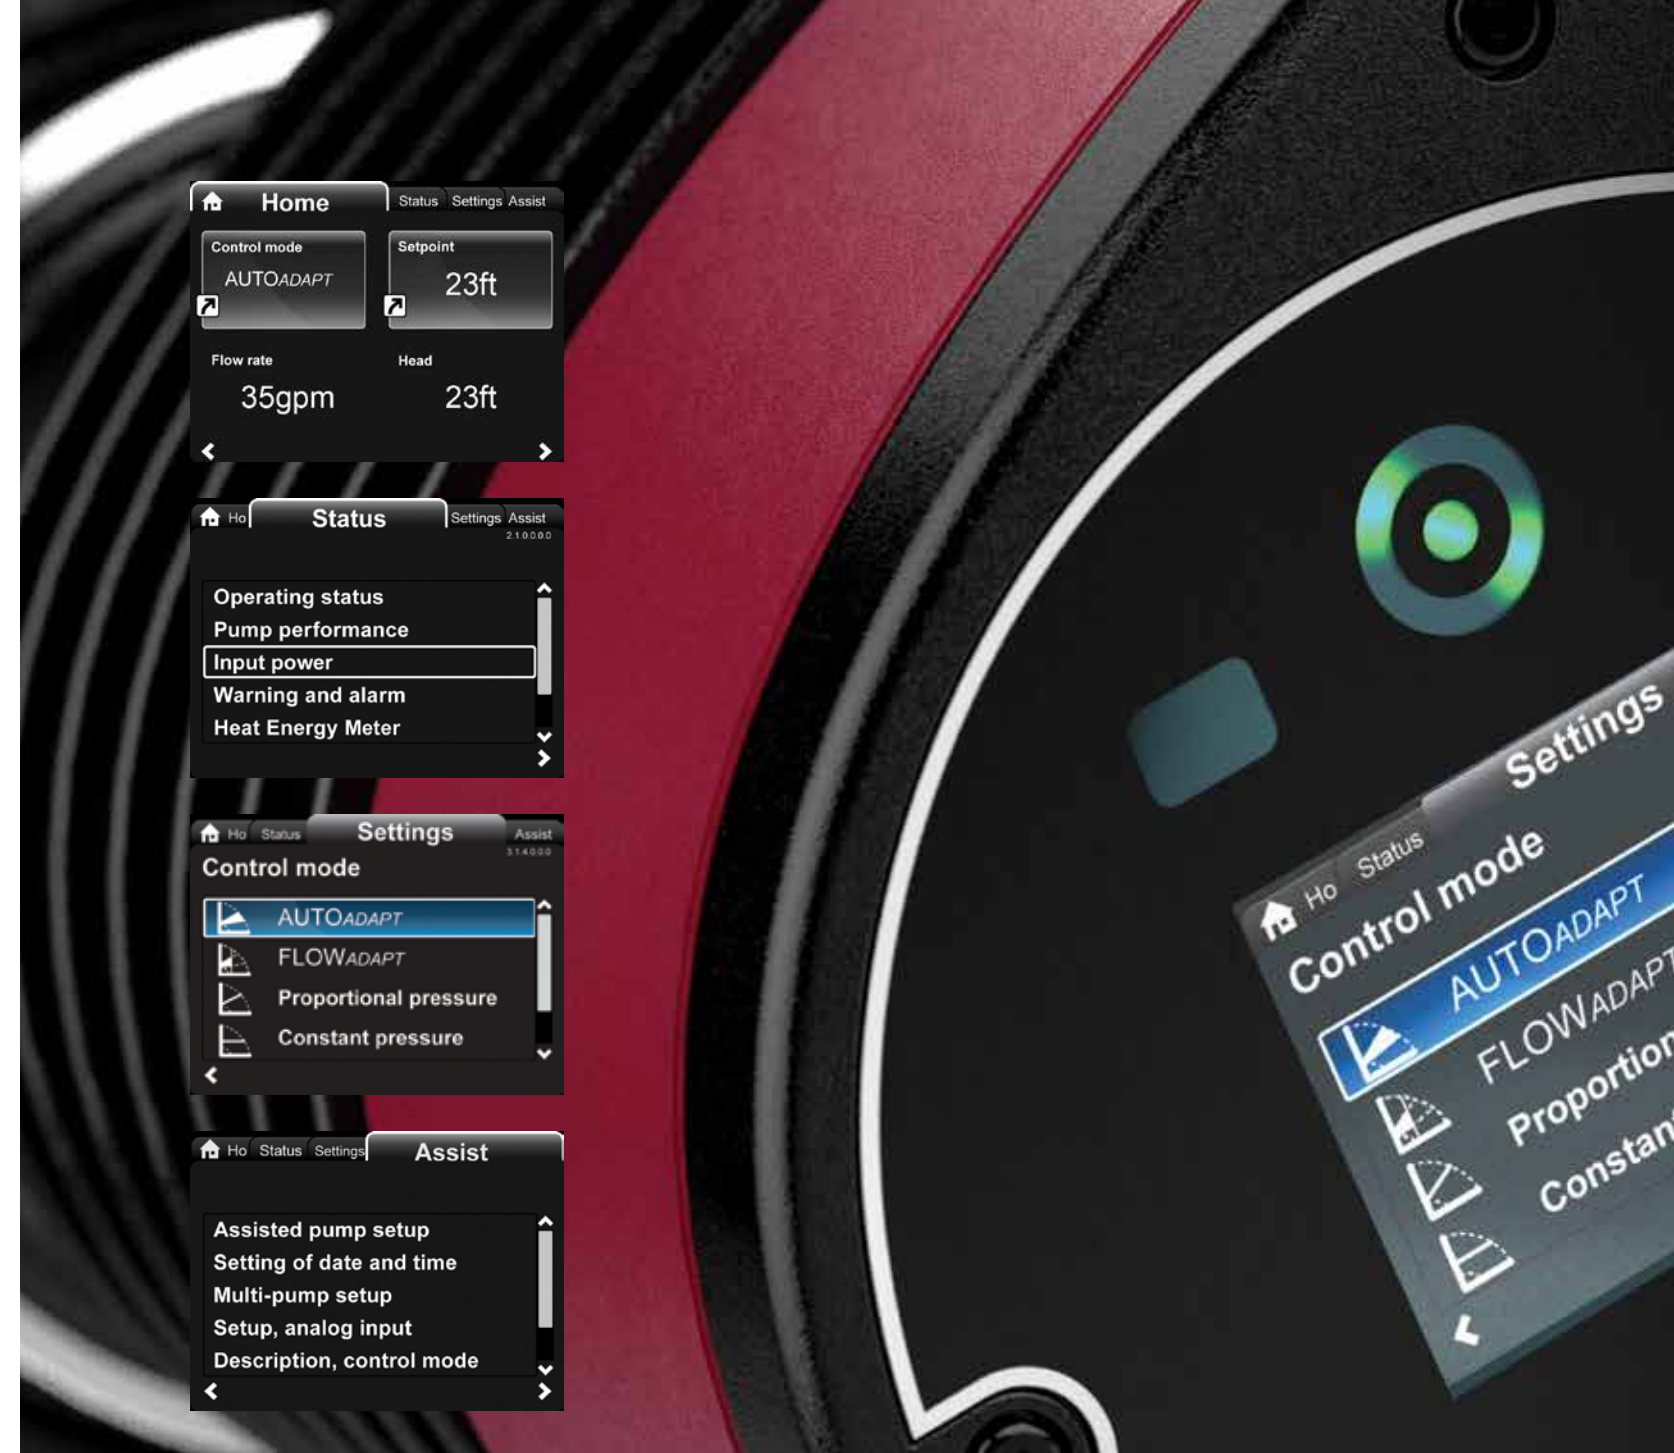 Home Status Settings Assist
Control mode Setpoint
AUTOADAPT 23ft
Flow rate Head
35gpm 23ft
Ho Status Settings Assist
2.1.0.0.0.0
Operating status
Pump performance
Input power
Warning and alarm
Heat Energy Meter
Ho Status Settings Assist
3.1.4.0.0.0
Control mode
AUTOADAPT
FLOWADAPT
Proportional pressure
Constant pressure
Ho Status Settings Assist
Assisted pump setup
Setting of date and time
Multi-pump setup
Setup, analog input
Description, control mode
Ho Status Settings
Control mode
AUTOADAPT
FLOWADAPT
Proportion
Constan